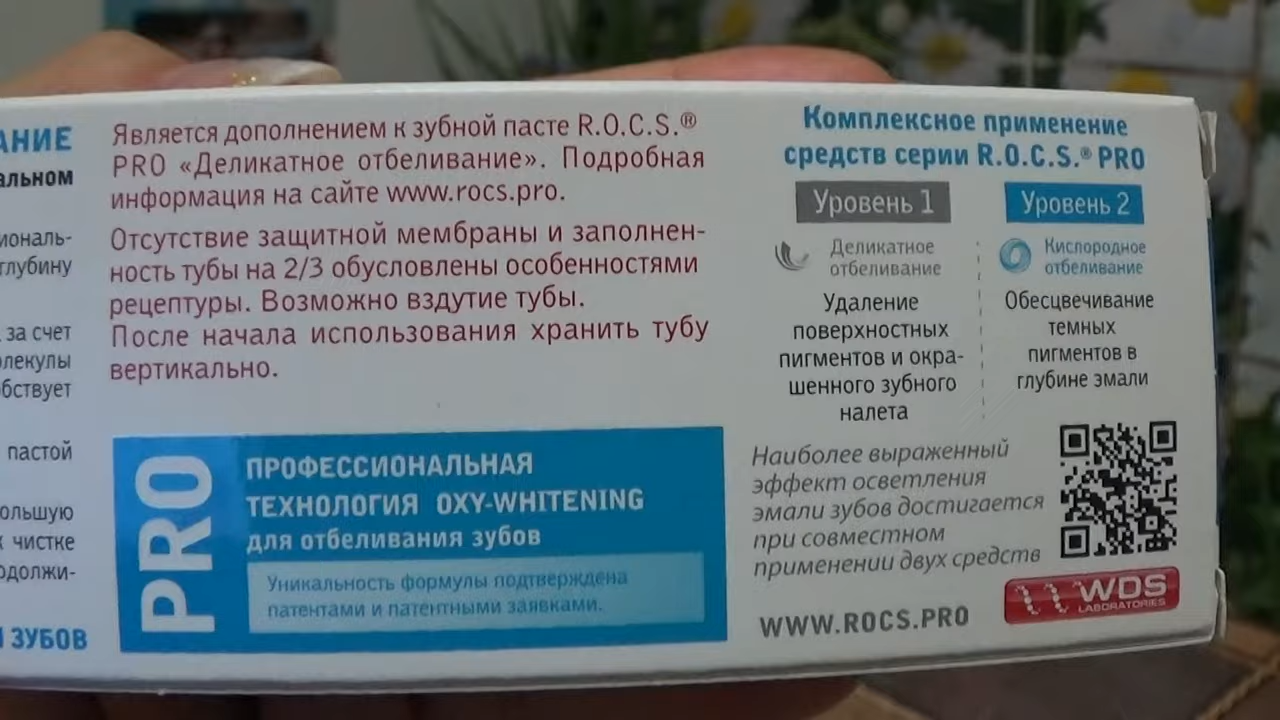 АНИЕ
альном
иональ-
глубину
за счет
олекулы
бствует
пастой
ольшую
к чистке
одолжи-
И ЗУБОВ
Является дополнением к зубной пасте R.O.C.S.®
PRO «Деликатное отбеливание». Подробная
информация на сайте www.rocs.pro.
Отсутствие защитной мембраны и заполнен-
ность тубы на 2/3 обусловлены особенностями
рецептуры. Возможно вздутие тубы.
После начала использования хранить тубу
вертикально.
PRO
ПРОФЕССИОНАЛЬНАЯ
ТЕХНОЛОГИЯ OXY-WHITENING
для отбеливания зубов
Уникальность формулы подтверждена
патентами и патентными заявками.
Комплексное применение
средств серии R.O.C.S.® PRO
Уровень 1
Деликатное
отбеливание
Удаление
поверхностных
пигментов и окра-
шенного зубного
налета
Уровень 2
Кислородное
отбеливание
Обесцвечивание
темных
пигментов в
глубине эмали
Наиболее выраженный
эффект осветления
эмали зубов достигается
при совместном
применении двух средств
WWW.ROCS.PRO
WDS
LABORATORIES